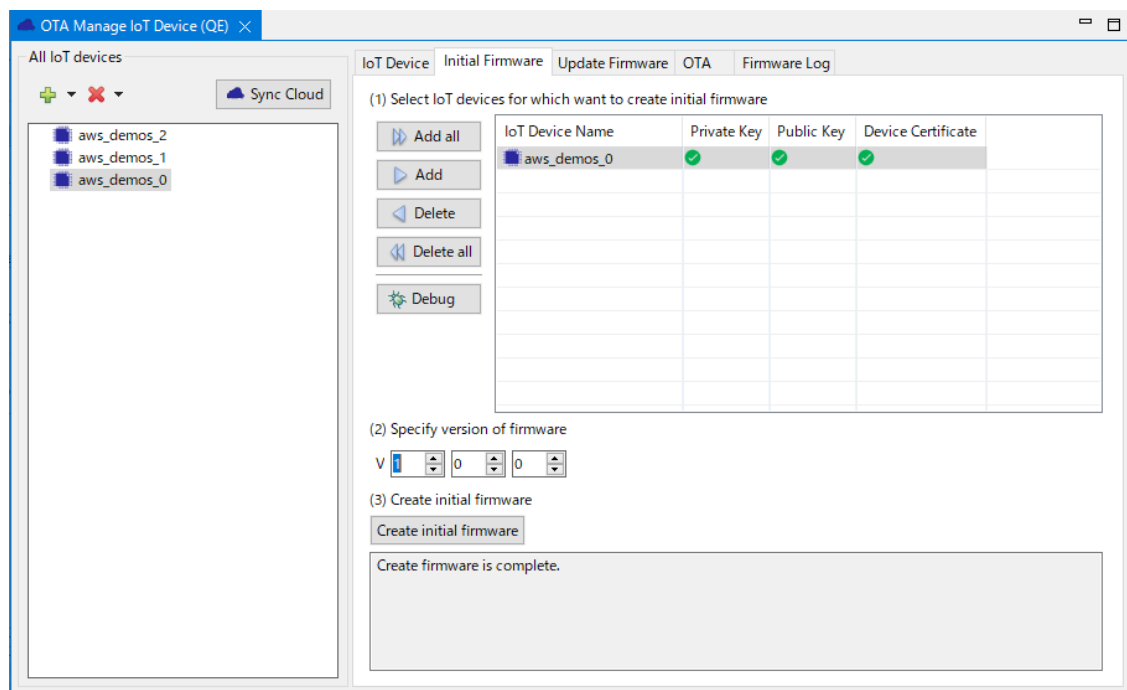 OTA Manage IoT Device (QE)
All IoT devices
Sync Cloud
aws_demos_2
aws_demos_1
aws_demos_0
IoT Device Initial Firmware Update Firmware OTA Firmware Log
(1) Select IoT devices for which want to create initial firmware
Add all
Add
Delete
Delete all
Debug
IoT Device Name Private Key Public Key Device Certificate
aws_demos_0
(2) Specify version of firmware
V 1 0 0
(3) Create initial firmware
Create initial firmware
Create firmware is complete.